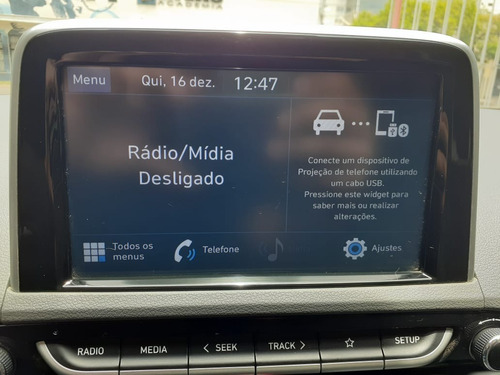 Menu
Qui, 16 dez.
12:47
Rádio/Mídia
Desligado
Conecte um dispositivo de
Projeção de telefone utilizando
um cabo USB.
Pressione este widget para
saber mais ou realizar
alterações.
Todos os
menus
Telefone
Ajustes
RADIO
MEDIA
< SEEK
TRACK >
SETUP